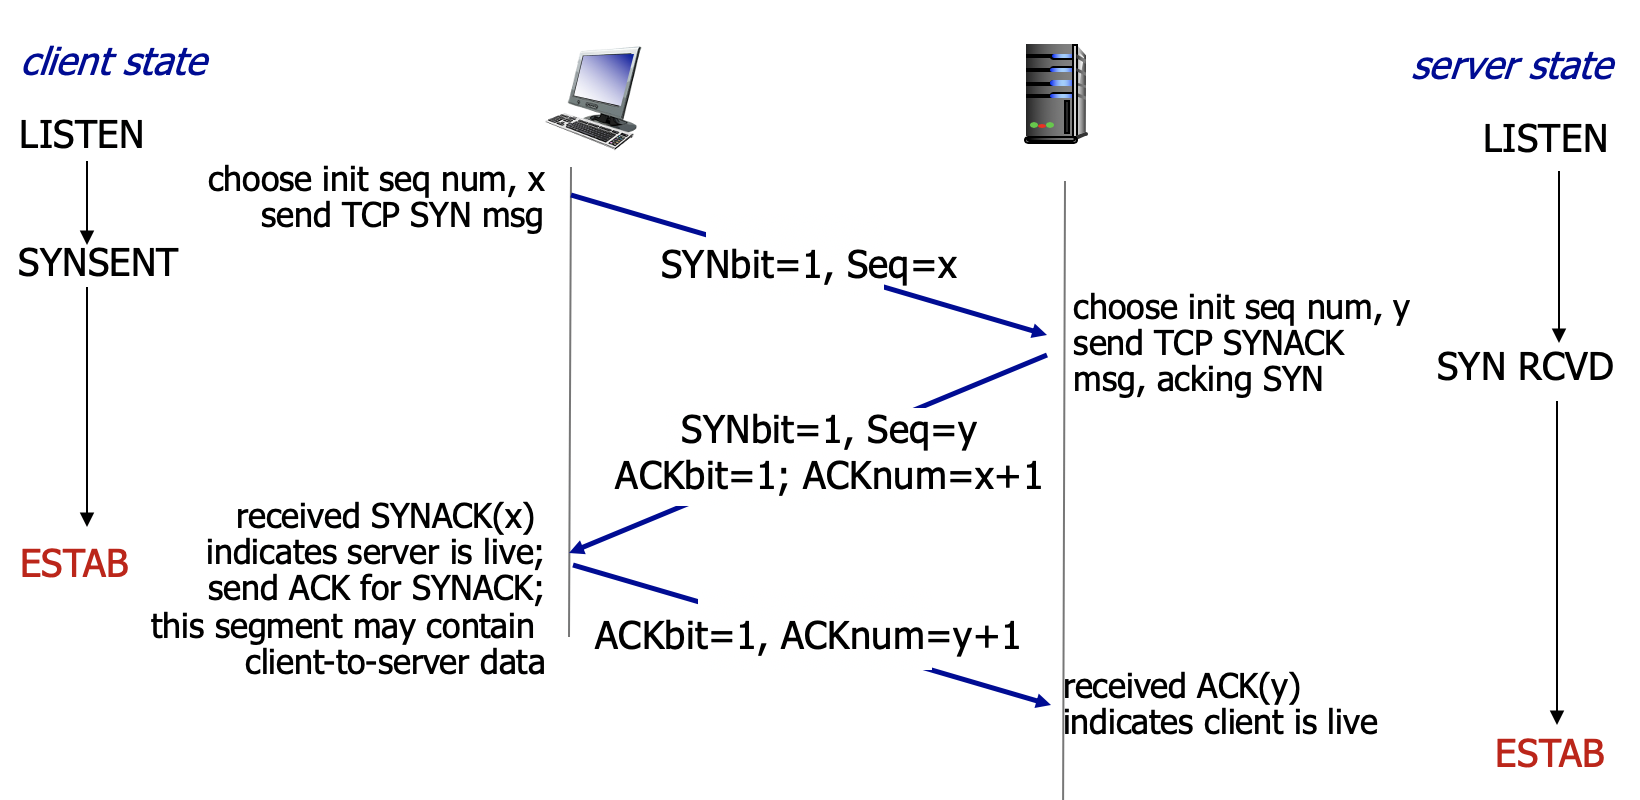 client state
server state
LISTEN
LISTEN
choose init seq num, x
send TCP SYN msg
SYNSENT
SYNbit=1, Seq=x
choose init seq num, y
send TCP SYNACK
msg, acking SYN
SYN RCVD
SYNbit=1, Seq=y
ACKbit=1; ACKnum=x+1
received SYNACK(x)
indicates server is live;
send ACK for SYNACK;
this segment may contain
client-to-server data
ESTAB
ACKbit=1, ACKnum=y+1
received ACK(y)
indicates client is live
ESTAB